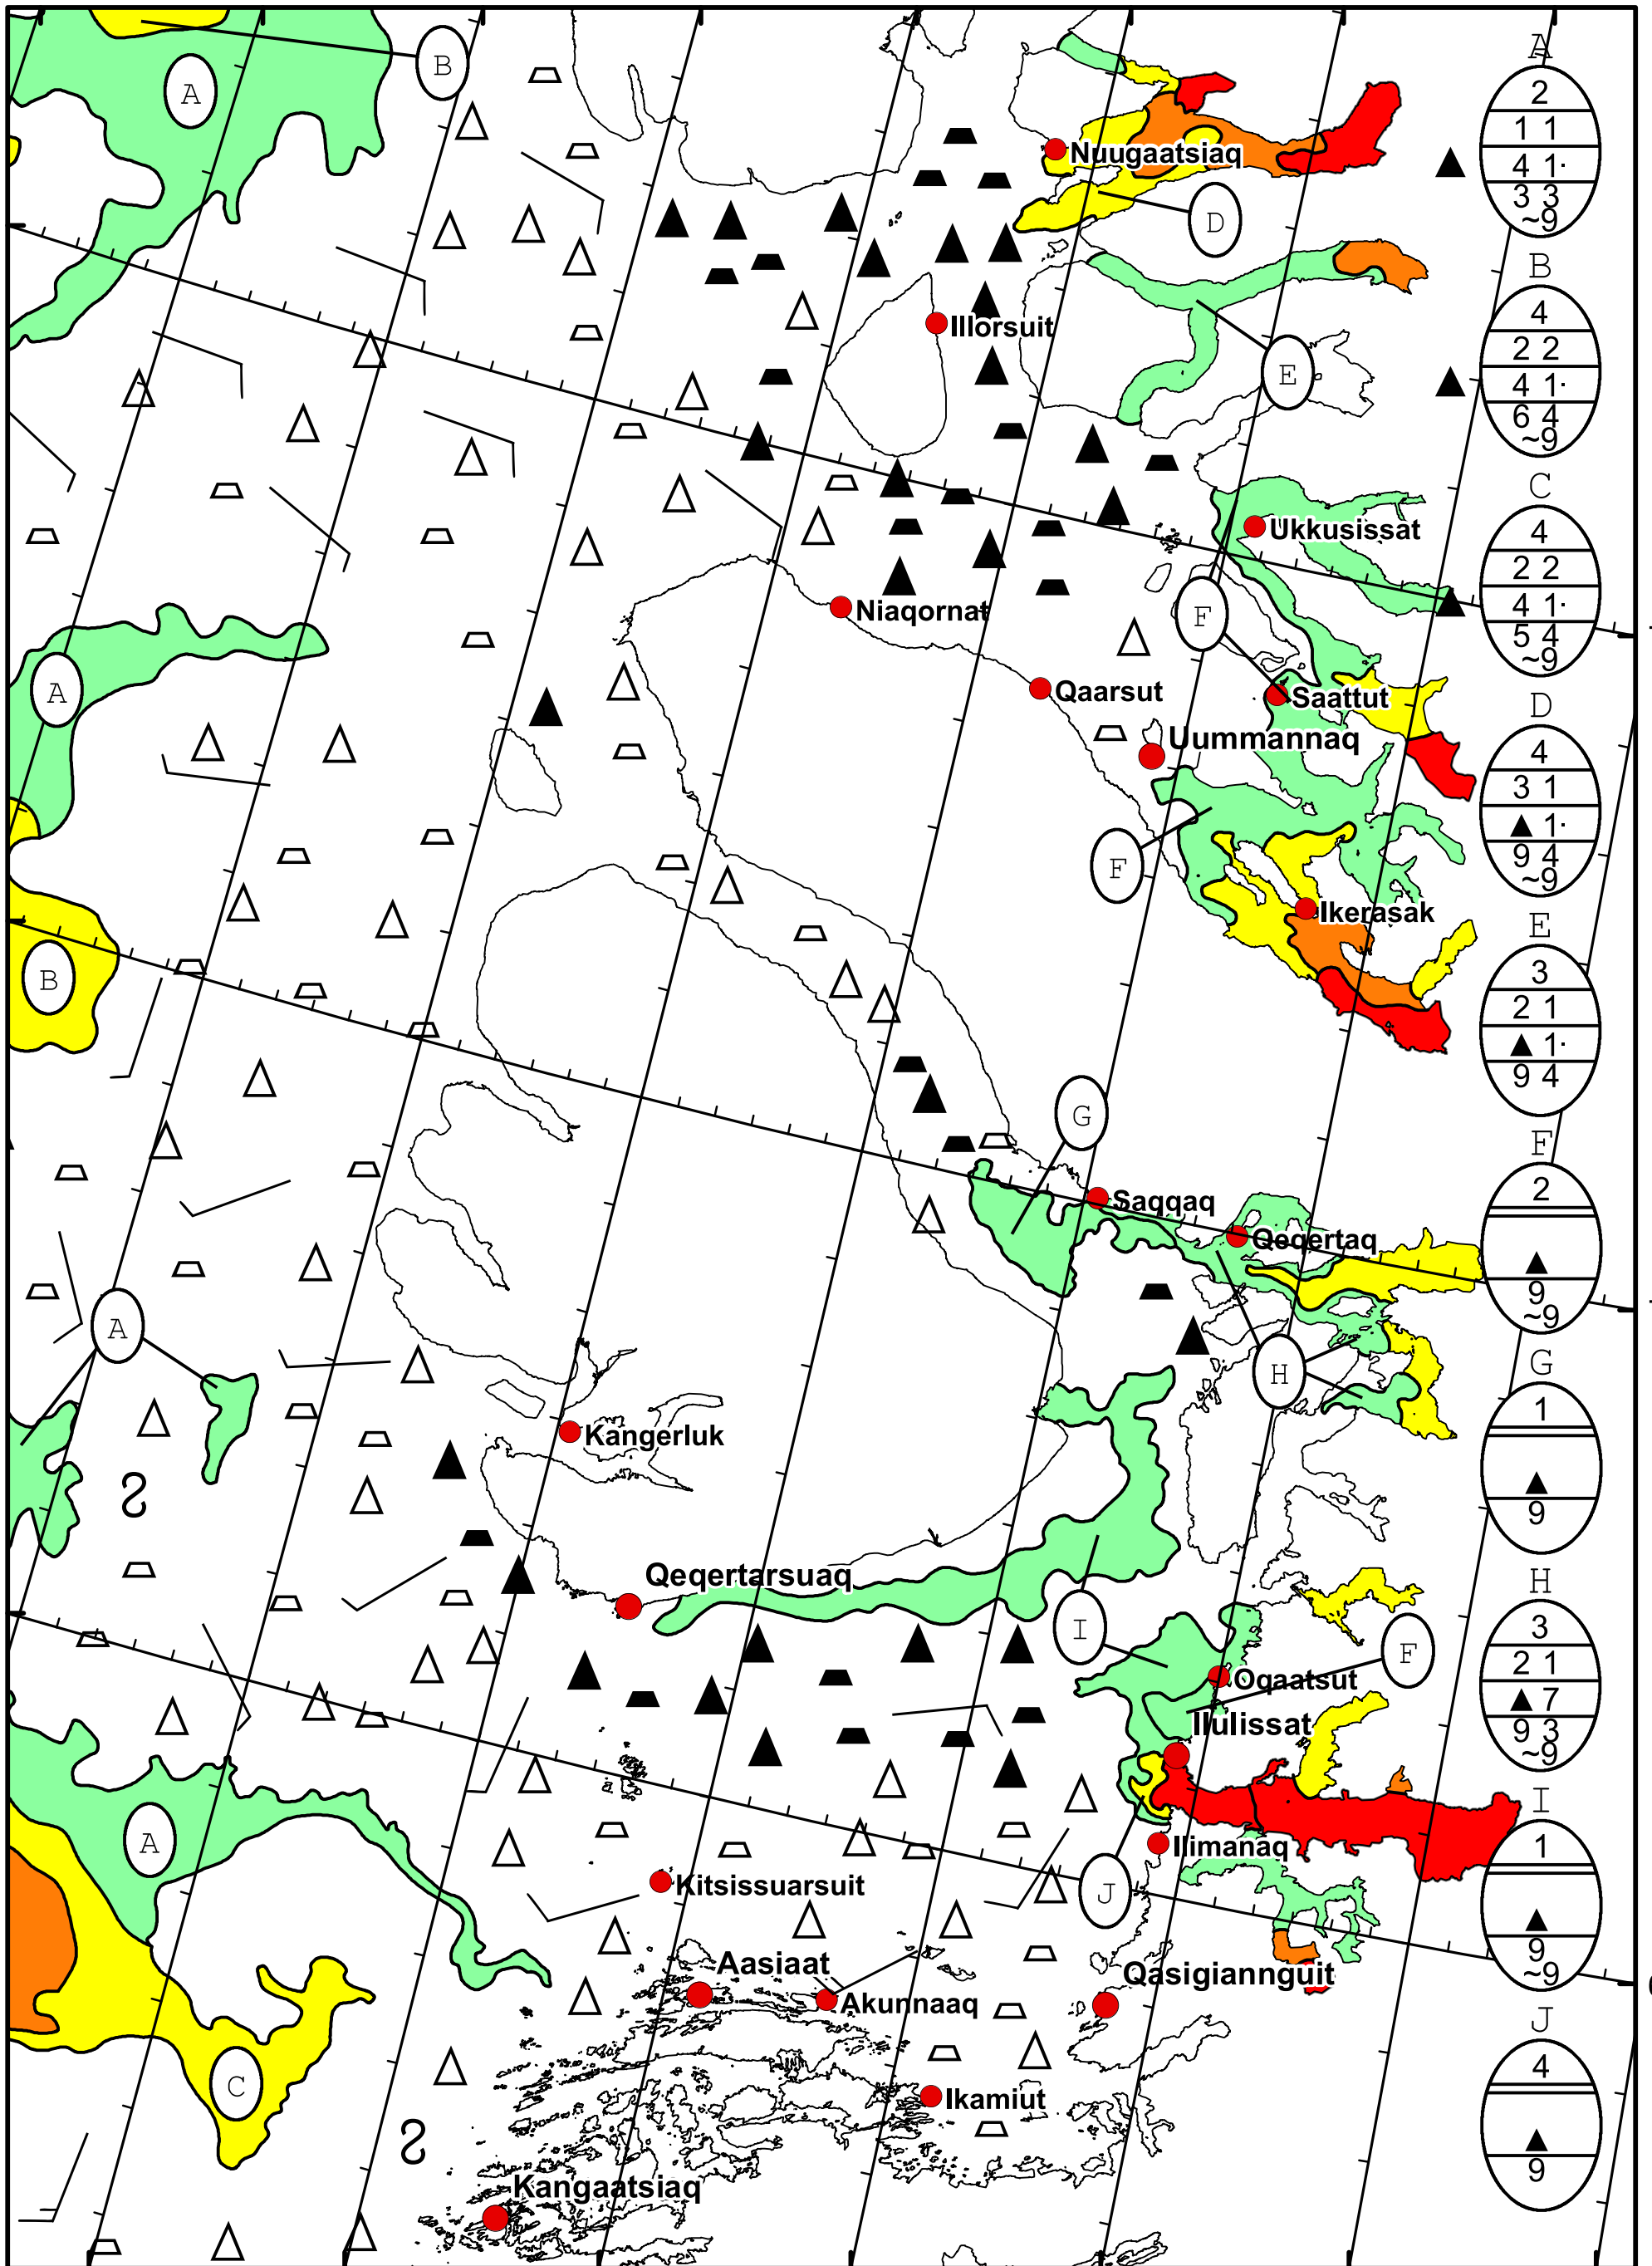 A
B
A
2
1 1
4 1·
3 3
~9
Nuugaatsiaq
D
B
4
2 2
4 1·
6 4
~9
Illorsuit
E
C
4
2 2
4 1·
5 4
~9
Ukkusissat
Niaqornat
F
A
Qaarsut
Saattut
Uummannaq
D
4
3 1
▲ 1·
9 4
~9
F
Ikerasak
B
E
3
2 1
▲ 1·
9 4
G
F
2
▲
9
~9
Saqqaq
Qeqertaq
A
H
G
1
▲
9
Kangerluk
Qeqertarsuaq
I
F
H
3
2 1
▲ 7
9 3
~9
Oqaatsut
Ilulissat
A
I
1
▲
9
~9
Ilimanaq
J
Kitsissuarsuit
Aasiaat
Qasigiannguit
Akunnaaq
C
Ikamiut
J
4
▲
9
Kangaatsiaq